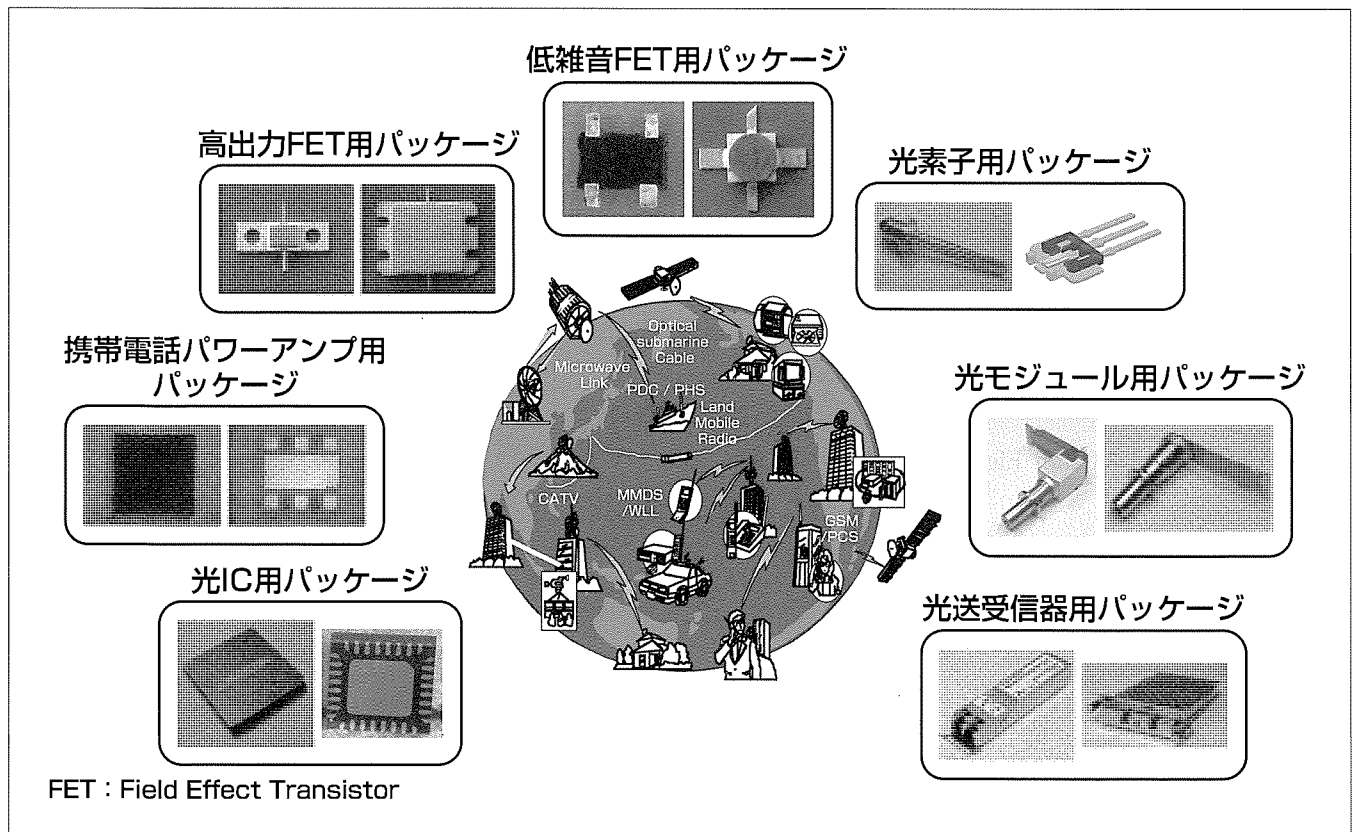 低雑音FET用パッケージ
高出力FET用パッケージ
光素子用パッケージ
携帯電話パワーアンプ用
パッケージ
光モジュール用パッケージ
光IC用パッケージ
光送受信器用パッケージ
Optical
submarine
Cable
Microwave
Link
PDC / PHS
Land
Mobile
Radio
CATV
MMDS
/WLL
GSM
/PCS
FET：Field Effect Transistor